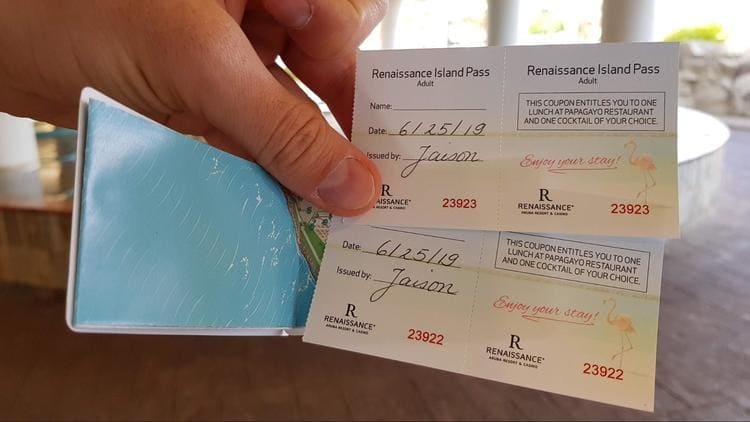 Renaissance Island Pass
Adult
Name:
Date: 6/25/19
Issued by: Jaison
R
RENAISSANCE®
ARUBA RESORT & CASINO
23923
Renaissance Island Pass
THIS COUPON ENTITLES YOU TO ONE
LUNCH AT PAPAGAYO RESTAURANT
AND ONE COCKTAIL OF YOUR CHOICE.
Enjoy your stay!
R
RENAISSANCE®
ARUBA RESORT & CASINO
23923
Date: 6/25/19
Issued by: Jaison
R
RENAISSANCE®
ARUBA RESORT & CASINO
23922
THIS COUPON ENTITLES YOU TO ONE
LUNCH AT PAPAGAYO RESTAURANT
AND ONE COCKTAIL OF YOUR CHOICE.
Enjoy your stay!
R
RENAISSANCE®
ARUBA RESORT & CASINO
23922